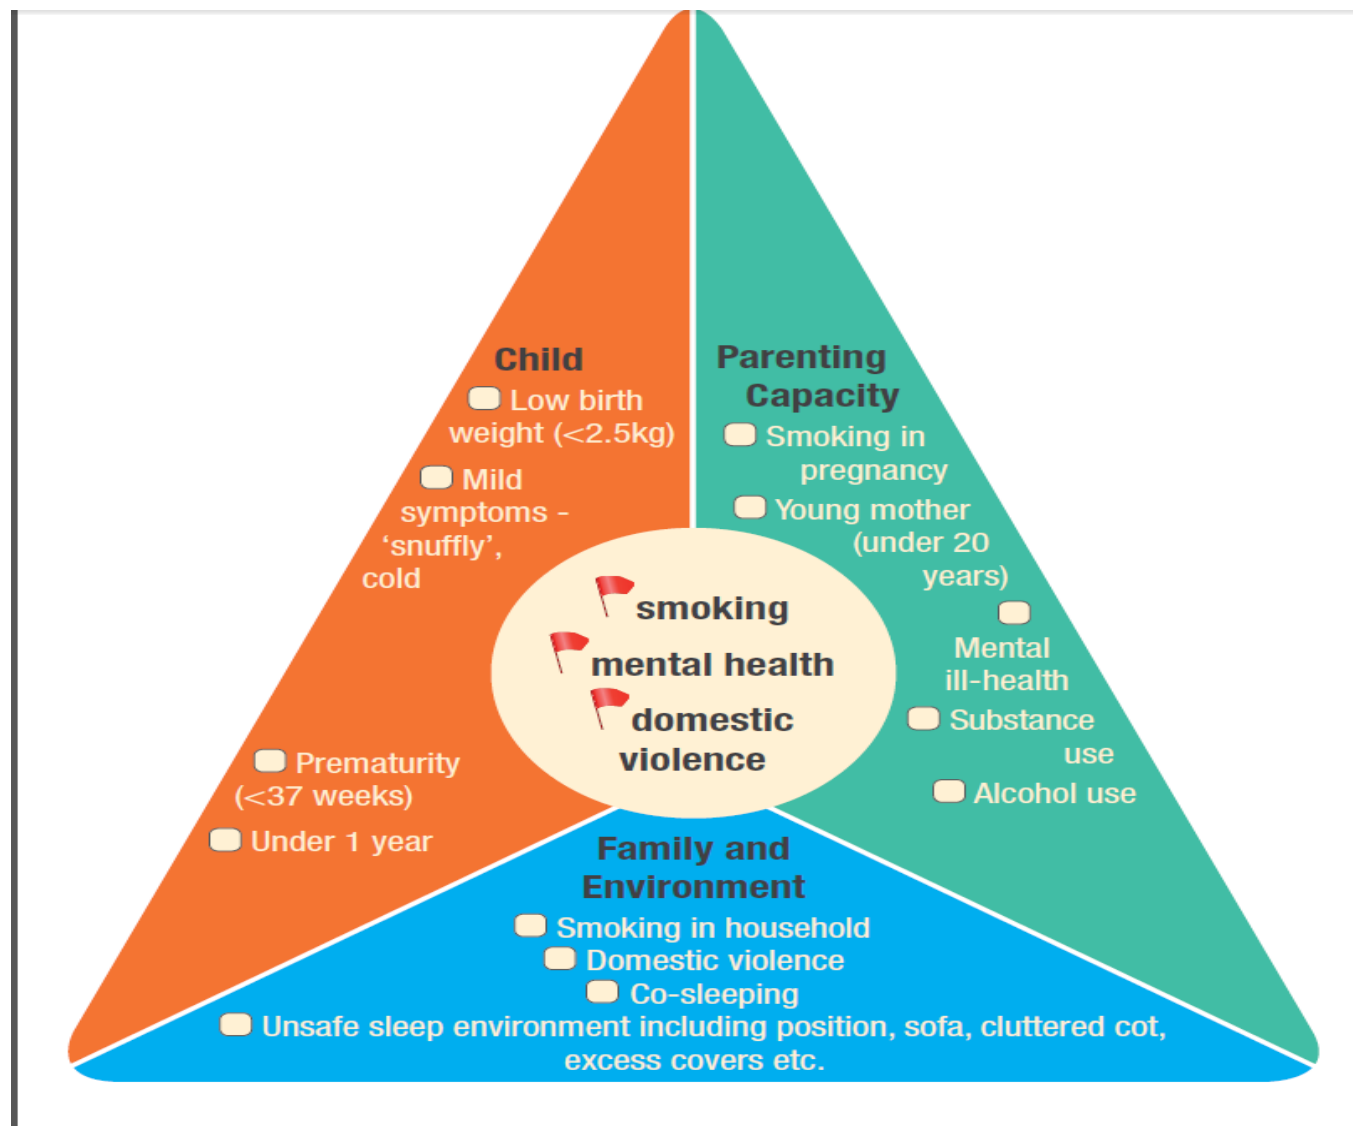 Child
Low birth
weight (<2.5kg)
Mild
symptoms -
‘snuffly’,
cold
Prematurity
(<37 weeks)
Under 1 year
Parenting
Capacity
Smoking in
pregnancy
Young mother
(under 20
years)
Mental
ill-health
Substance
use
Alcohol use
smoking
mental health
domestic
violence
Family and
Environment
Smoking in household
Domestic violence
Co-sleeping
Unsafe sleep environment including position, sofa, cluttered cot,
excess covers etc.